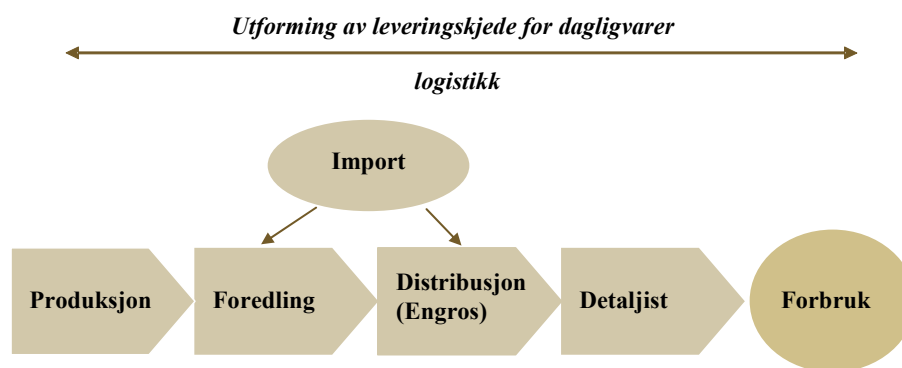 Utforming av leveringskjede for dagligvarer
logistikk
Import
Produksjon
Foredling
Distribusjon
(Engros)
Detaljist
Forbruk